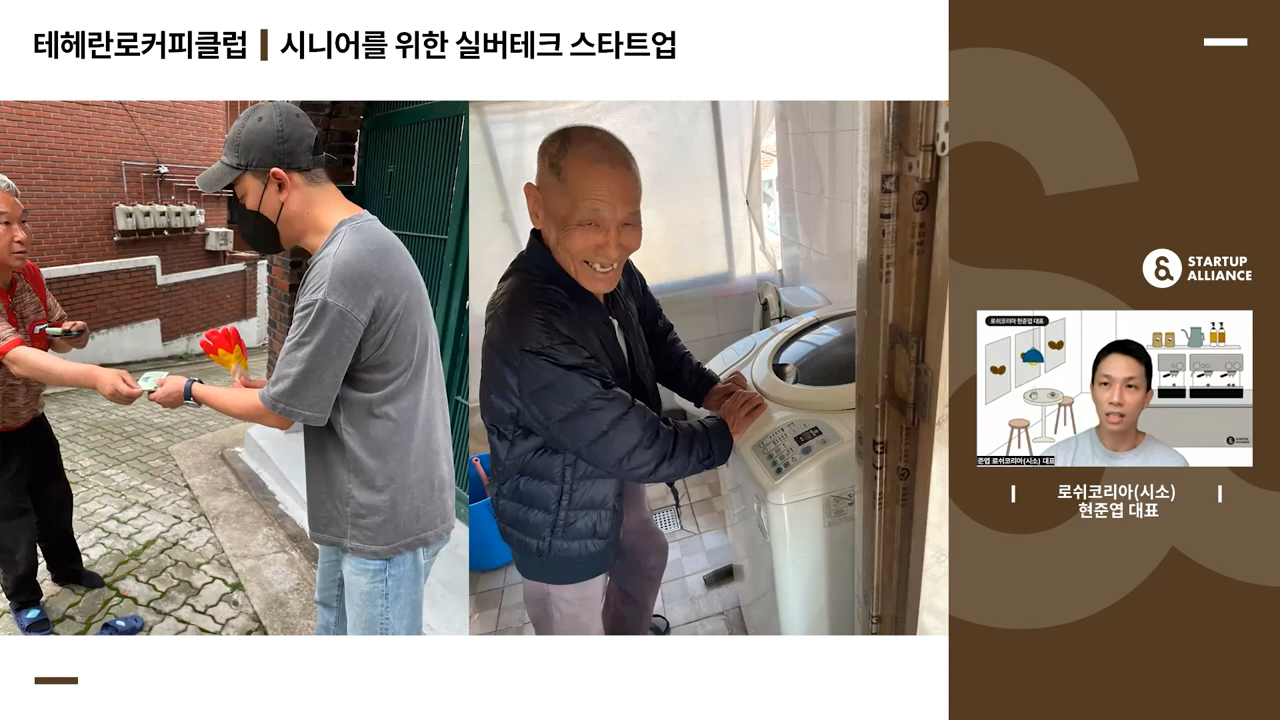 테헤란로커피클럽 | 시니어를 위한 실버테크 스타트업
STARTUP
ALLIANCE
로쉬코리아 현준엽 대표
준엽 로쉬코리아(시소) 대표
로쉬코리아(시소)
현준엽 대표